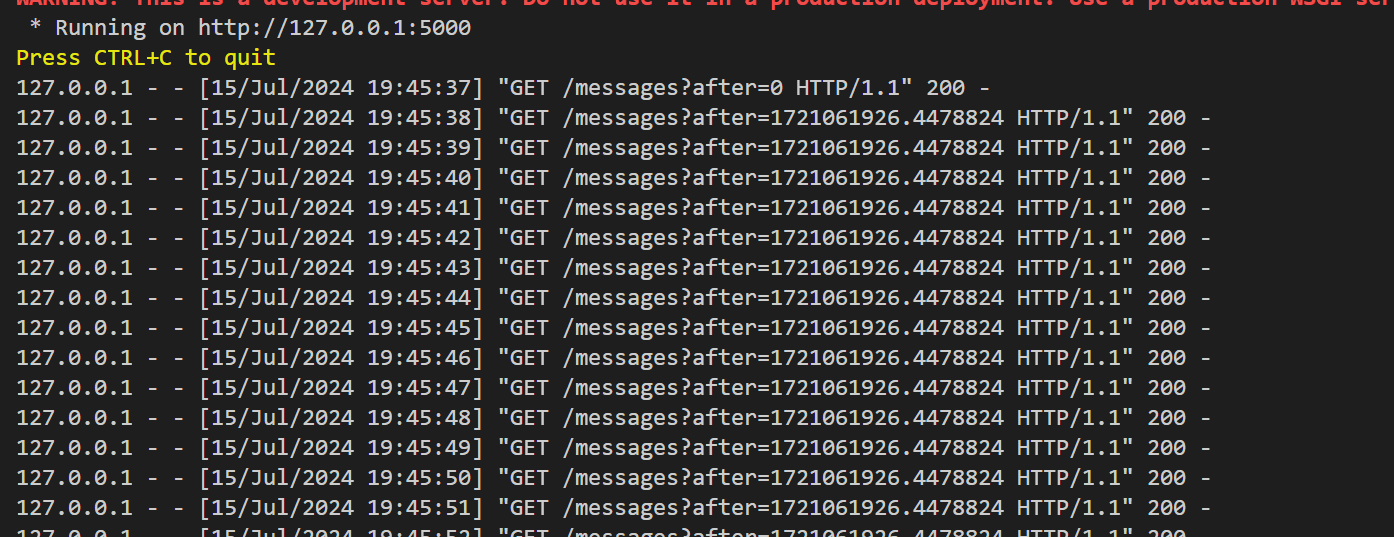 WARNING: This is a development server. Do not use it in a production deployment. Use a production WSGI ser
 * Running on http://127.0.0.1:5000
Press CTRL+C to quit
127.0.0.1 - - [15/Jul/2024 19:45:37] "GET /messages?after=0 HTTP/1.1" 200 -
127.0.0.1 - - [15/Jul/2024 19:45:38] "GET /messages?after=1721061926.4478824 HTTP/1.1" 200 -
127.0.0.1 - - [15/Jul/2024 19:45:39] "GET /messages?after=1721061926.4478824 HTTP/1.1" 200 -
127.0.0.1 - - [15/Jul/2024 19:45:40] "GET /messages?after=1721061926.4478824 HTTP/1.1" 200 -
127.0.0.1 - - [15/Jul/2024 19:45:41] "GET /messages?after=1721061926.4478824 HTTP/1.1" 200 -
127.0.0.1 - - [15/Jul/2024 19:45:42] "GET /messages?after=1721061926.4478824 HTTP/1.1" 200 -
127.0.0.1 - - [15/Jul/2024 19:45:43] "GET /messages?after=1721061926.4478824 HTTP/1.1" 200 -
127.0.0.1 - - [15/Jul/2024 19:45:44] "GET /messages?after=1721061926.4478824 HTTP/1.1" 200 -
127.0.0.1 - - [15/Jul/2024 19:45:45] "GET /messages?after=1721061926.4478824 HTTP/1.1" 200 -
127.0.0.1 - - [15/Jul/2024 19:45:46] "GET /messages?after=1721061926.4478824 HTTP/1.1" 200 -
127.0.0.1 - - [15/Jul/2024 19:45:47] "GET /messages?after=1721061926.4478824 HTTP/1.1" 200 -
127.0.0.1 - - [15/Jul/2024 19:45:48] "GET /messages?after=1721061926.4478824 HTTP/1.1" 200 -
127.0.0.1 - - [15/Jul/2024 19:45:49] "GET /messages?after=1721061926.4478824 HTTP/1.1" 200 -
127.0.0.1 - - [15/Jul/2024 19:45:50] "GET /messages?after=1721061926.4478824 HTTP/1.1" 200 -
127.0.0.1 - - [15/Jul/2024 19:45:51] "GET /messages?after=1721061926.4478824 HTTP/1.1" 200 -
127.0.0.1 - - [15/Jul/2024 19:45:52] "GET /messages?after=1721061926.4478824 HTTP/1.1" 200 -